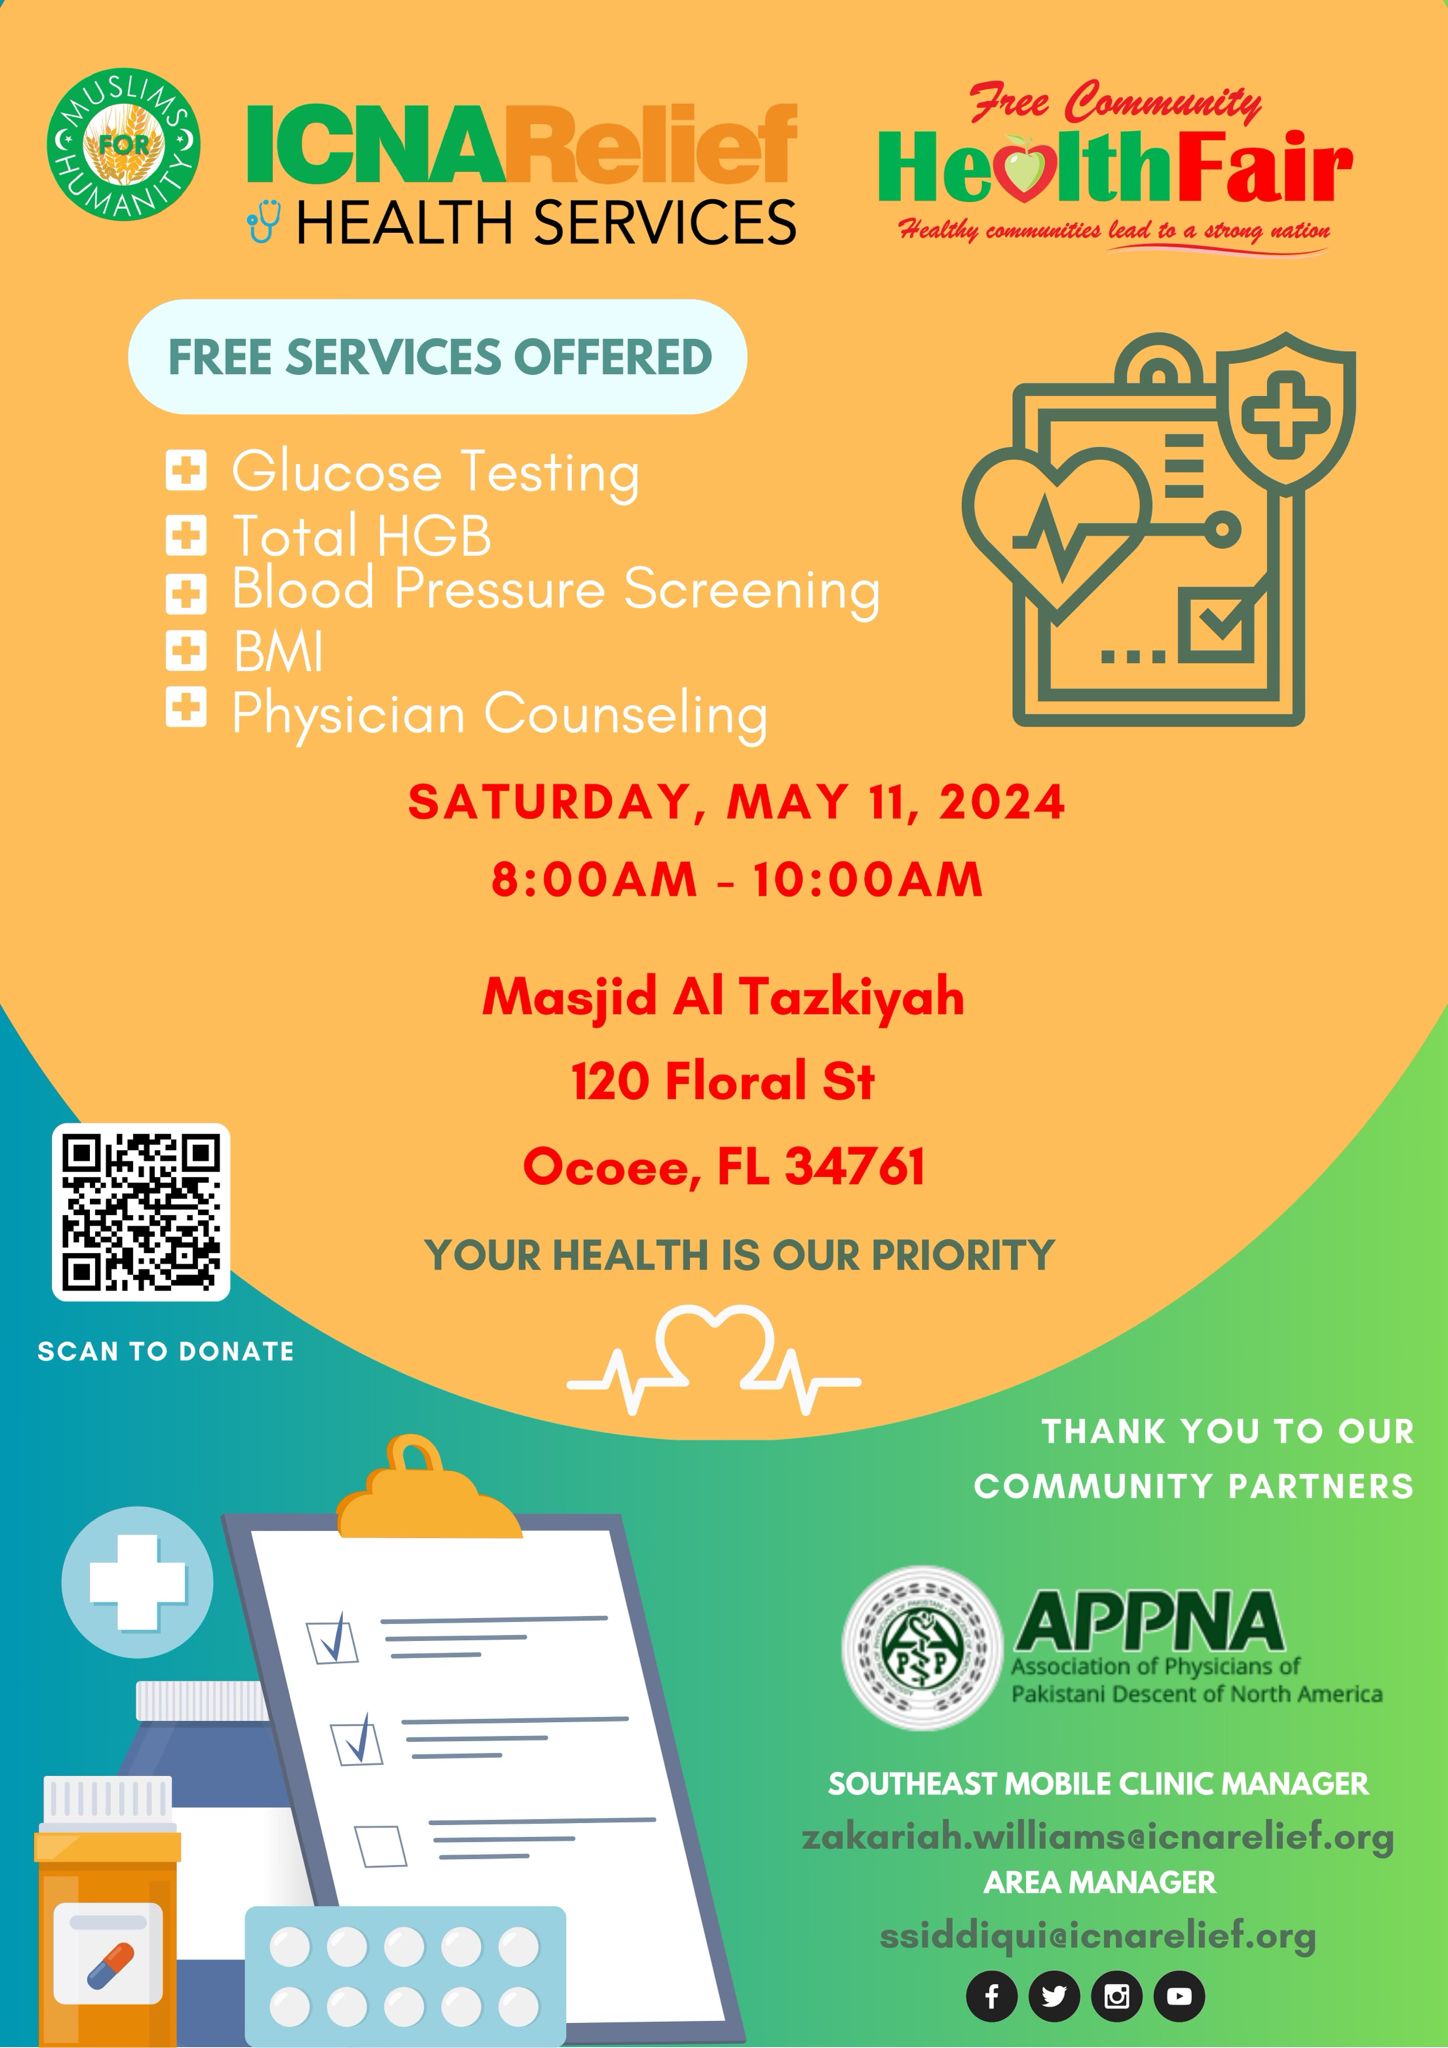 MUSLIMS
FOR
HUMANITY
ICNARelief
HEALTH SERVICES
Free Community
HealthFair
Healthy communities lead to a strong nation
FREE SERVICES OFFERED
Glucose Testing
Total HGB
Blood Pressure Screening
BMI
Physician Counseling
SATURDAY, MAY 11, 2024
8:00AM - 10:00AM
Masjid Al Tazkiyah
120 Floral St
Ocoee, FL 34761
YOUR HEALTH IS OUR PRIORITY
SCAN TO DONATE
THANK YOU TO OUR
COMMUNITY PARTNERS
APPNA
Association of Physicians of
Pakistani Descent of North America
SOUTHEAST MOBILE CLINIC MANAGER
zakariah.williams@icnarelief.org
AREA MANAGER
ssiddiqui@icnarelief.org